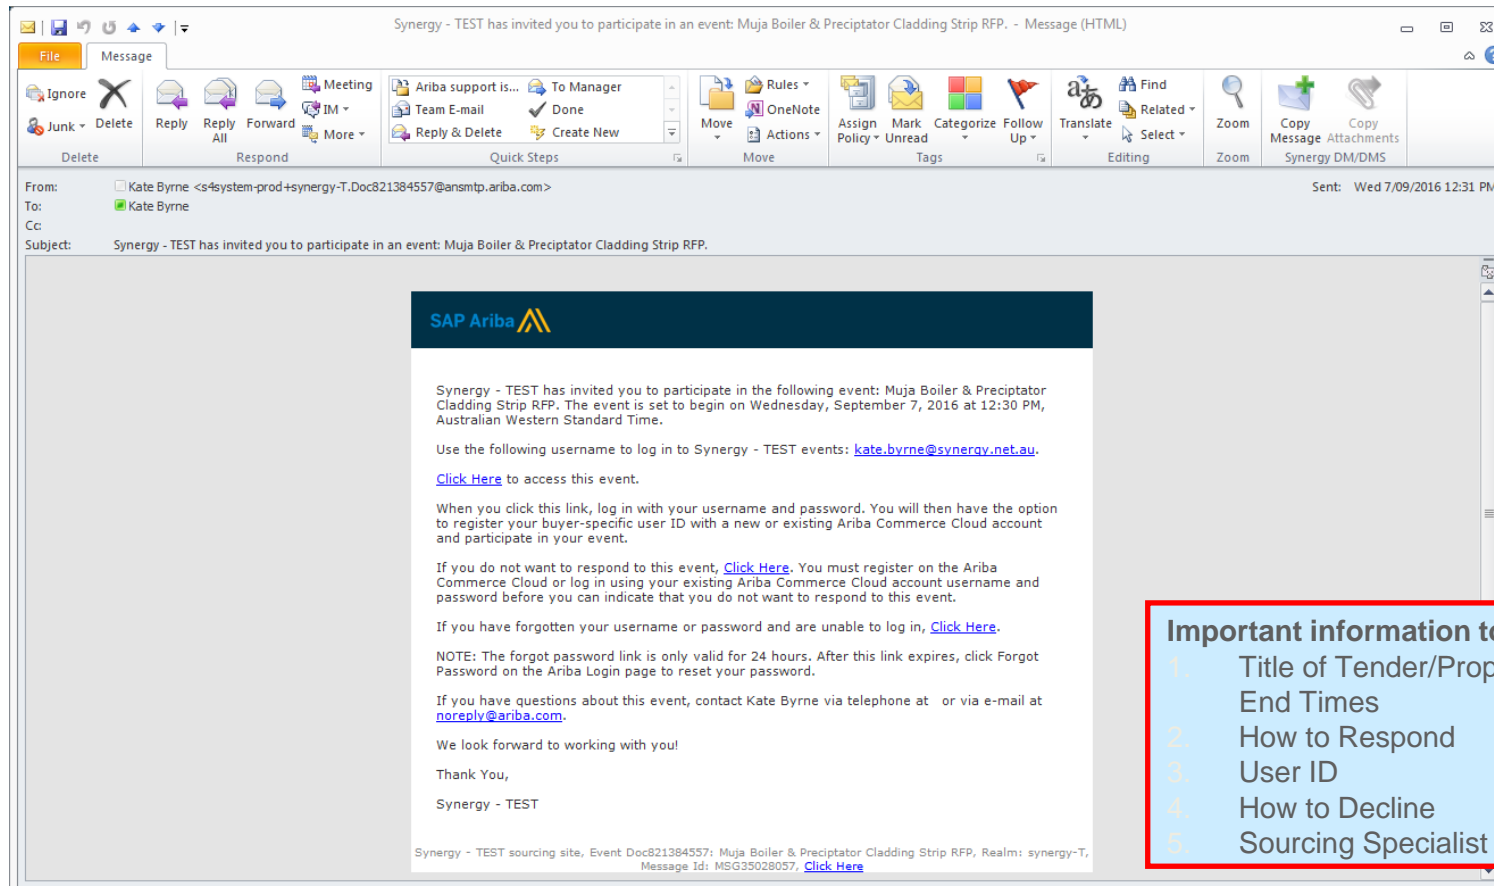 Synergy - TEST has invited you to participate in an event: Muja Boiler & Preciptator Cladding Strip RFP. - Message (HTML)
File Message
Ignore
Junk
Delete
Reply
Reply All
Forward
Meeting
IM
More
Ariba support is...
Team E-mail
Reply & Delete
To Manager
Done
Create New
Move
Rules
OneNote
Actions
Assign Policy
Mark Unread
Categorize
Follow Up
Translate
Find
Related
Select
Zoom
Copy Message
Copy Attachments
Delete Respond Quick Steps Move Tags Editing Zoom Synergy DM/DMS
From: Kate Byrne <s4system-prod+synergy-T.Doc821384557@ansmtp.ariba.com> Sent: Wed 7/09/2016 12:31 PM
To: Kate Byrne
Cc:
Subject: Synergy - TEST has invited you to participate in an event: Muja Boiler & Preciptator Cladding Strip RFP.
SAP Ariba
Synergy - TEST has invited you to participate in the following event: Muja Boiler & Preciptator
Cladding Strip RFP. The event is set to begin on Wednesday, September 7, 2016 at 12:30 PM,
Australian Western Standard Time.
Use the following username to log in to Synergy - TEST events: kate.byrne@synergy.net.au.
Click Here to access this event.
When you click this link, log in with your username and password. You will then have the option
to register your buyer-specific user ID with a new or existing Ariba Commerce Cloud account
and participate in your event.
If you do not want to respond to this event, Click Here. You must register on the Ariba
Commerce Cloud or log in using your existing Ariba Commerce Cloud account username and
password before you can indicate that you do not want to respond to this event.
If you have forgotten your username or password and are unable to log in, Click Here.
NOTE: The forgot password link is only valid for 24 hours. After this link expires, click Forgot
Password on the Ariba Login page to reset your password.
If you have questions about this event, contact Kate Byrne via telephone at or via e-mail at
noreply@ariba.com.
We look forward to working with you!
Thank You,
Synergy - TEST
Synergy - TEST sourcing site, Event Doc821384557: Muja Boiler & Preciptator Cladding Strip RFP, Realm: synergy-T,
Message Id: MSG35028057, Click Here
Important information to
1. Title of Tender/Prop
End Times
2. How to Respond
3. User ID
4. How to Decline
5. Sourcing Specialist